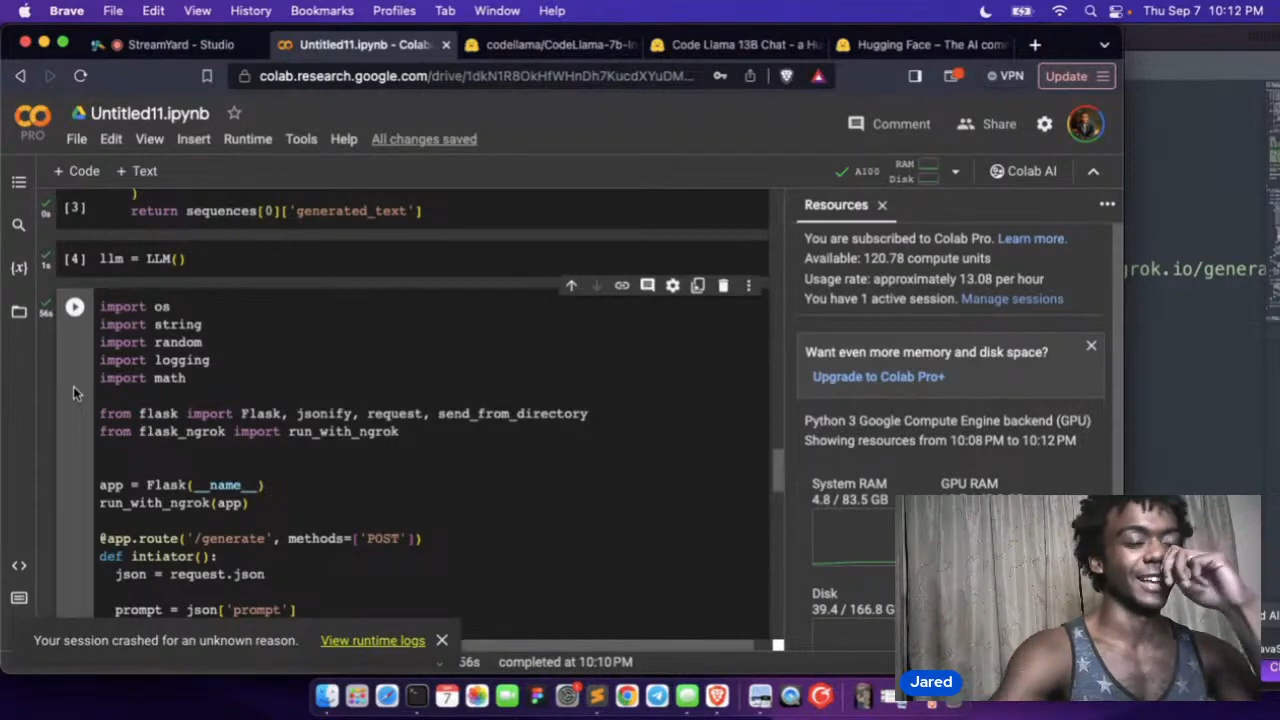 Brave File Edit View History Bookmarks Profiles Tab Window Help Thu Sep 7 10:12 PM
StreamYard - Studio
Untitled11.ipynb - Colab
codellama/CodeLlama-7b-In
Code Llama 13B Chat - a Hu
Hugging Face – The AI com
colab.research.google.com/drive/1dkN1R8OkHfWHnDh7KucdXYuDM...
VPN
Update
PRO
Untitled11.ipynb
File Edit View Insert Runtime Tools Help All changes saved
Comment
Share
+ Code + Text
A100
RAM
Disk
Colab AI
)
[3] return sequences[0]['generated_text']
0s
[4] llm = LLM()
1s
56s
import os
import string
import random
import logging
import math
from flask import Flask, jsonify, request, send_from_directory
from flask_ngrok import run_with_ngrok
app = Flask(__name__)
run_with_ngrok(app)
@app.route('/generate', methods=['POST'])
def intiator():
json = request.json
prompt = json['prompt']
Your session crashed for an unknown reason. View runtime logs
56s completed at 10:10 PM
Resources
You are subscribed to Colab Pro. Learn more.
Available: 120.78 compute units
Usage rate: approximately 13.08 per hour
You have 1 active session. Manage sessions
Want even more memory and disk space?
Upgrade to Colab Pro+
Python 3 Google Compute Engine backend (GPU)
Showing resources from 10:08 PM to 10:12 PM
System RAM
4.8 / 83.5 GB
GPU RAM
Disk
39.4 / 166.8 G
grok.io/genera
Jared